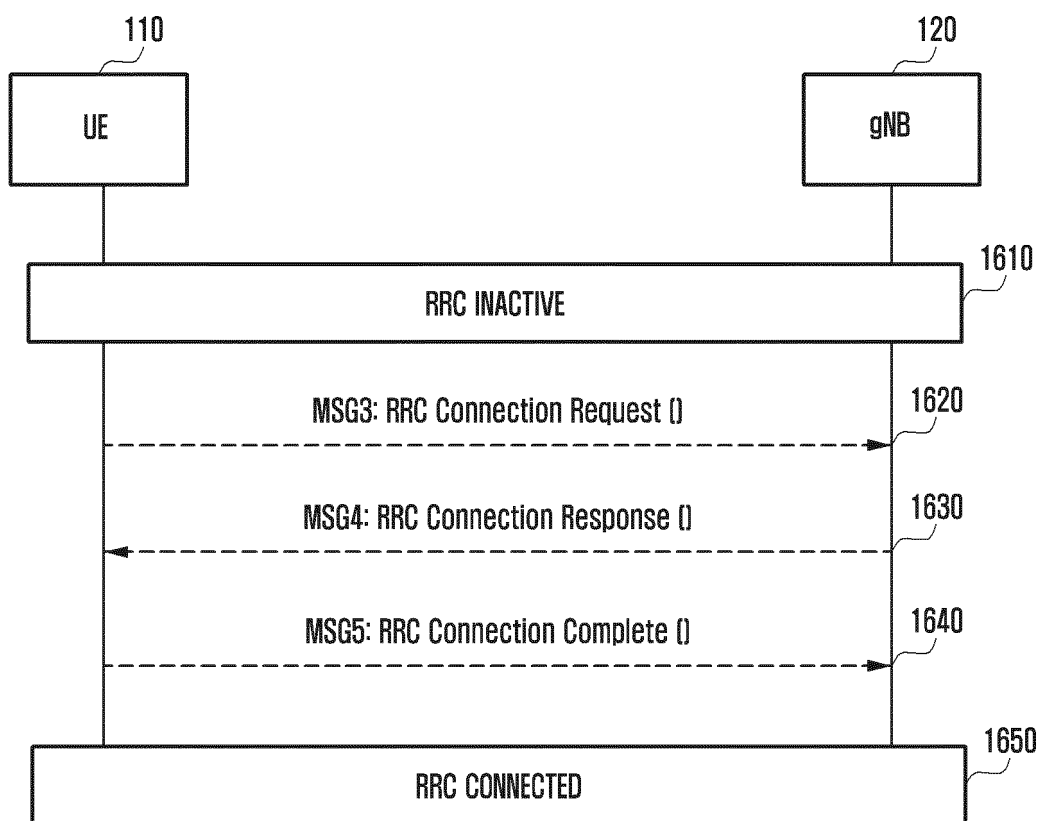 110
120
UE
gNB
1610
RRC INACTIVE
1620
MSG3: RRC Connection Request ()
1630
MSG4: RRC Connection Response ()
1640
MSG5: RRC Connection Complete ()
1650
RRC CONNECTED